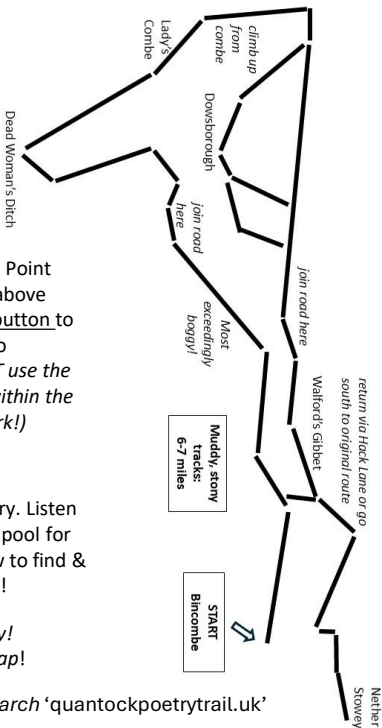 Lady's
Combe
climb up
from
combe
Dowsborough
Dead Woman's Ditch
join road
here
join road here
Most
exceedingly
boggy!
Walford's Gibbet
return via Hack Lane or go
south to original route
Muddy, stony
tracks:
6-7 miles
START
Bincombe
Nether
Stowey
Point
above
button to
o
T use the
within the
rk!)
ry. Listen
pool for
w to find &
!
y!
ap!
earch 'quantockpoetrytrail.uk'